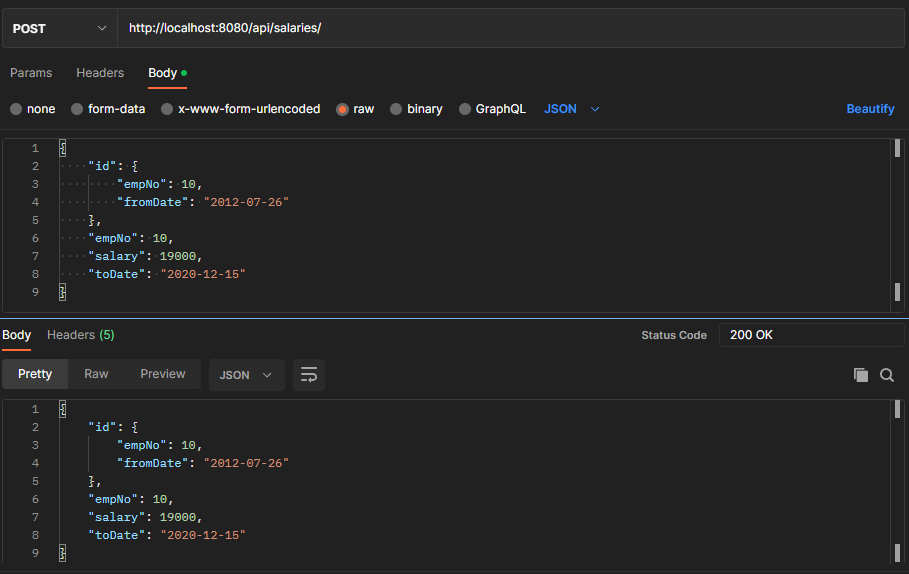 POST http://localhost:8080/api/salaries/
Params Headers Body
none form-data x-www-form-urlencoded raw binary GraphQL JSON Beautify
1 {
2 "id": {
3 "empNo": 10,
4 "fromDate": "2012-07-26"
5 },
6 "empNo": 10,
7 "salary": 19000,
8 "toDate": "2020-12-15"
9 }
Body Headers (5) Status Code 200 OK
Pretty Raw Preview JSON
1 {
2 "id": {
3 "empNo": 10,
4 "fromDate": "2012-07-26"
5 },
6 "empNo": 10,
7 "salary": 19000,
8 "toDate": "2020-12-15"
9 }